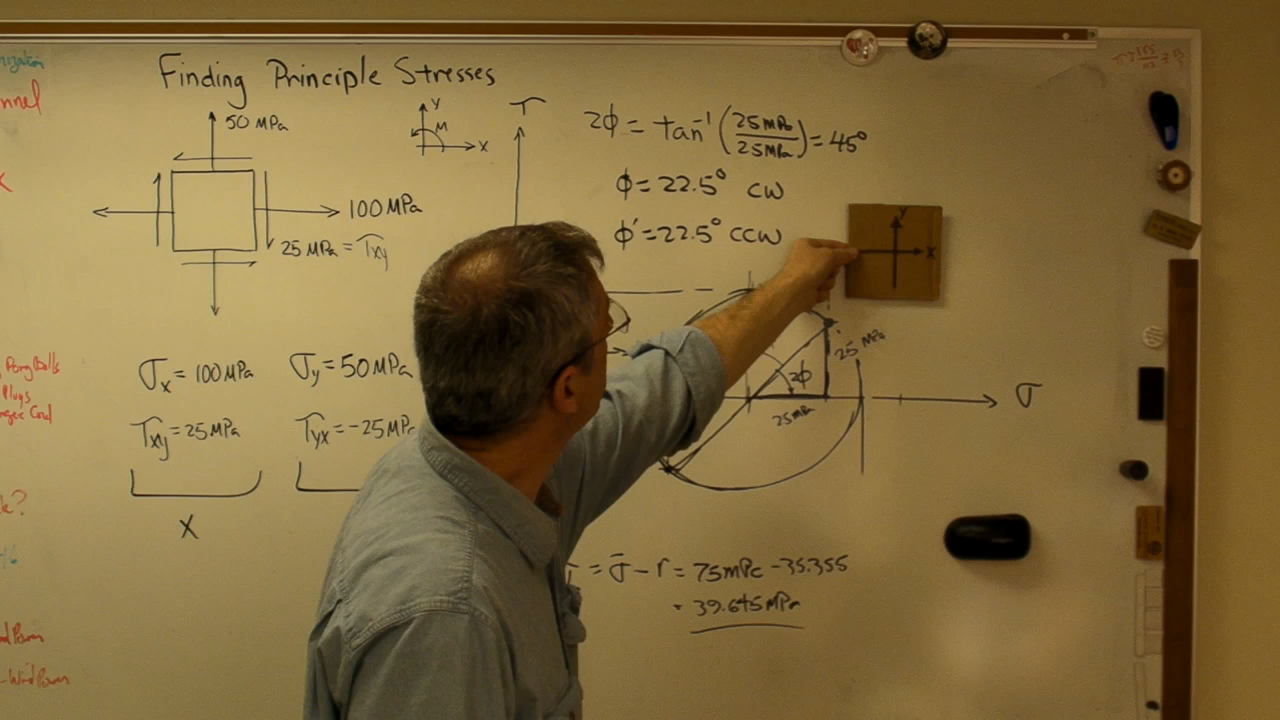 Finding Principle Stresses
50 MPa
100 MPa
25 MPa = τxy
y
M
x
τ
2ϕ = tan⁻¹ (25 MPa / 25 MPa) = 45°
ϕ = 22.5° CW
ϕ' = 22.5° CCW
Y
X
σx = 100 MPa
σy = 50 MPa
τxy = 25 MPa
τyx = -25 MPa
X
25 MPa
2ϕ
25 MPa
σ
= σ̄ - r = 75 MPa - 35.355
= 39.645 MPa